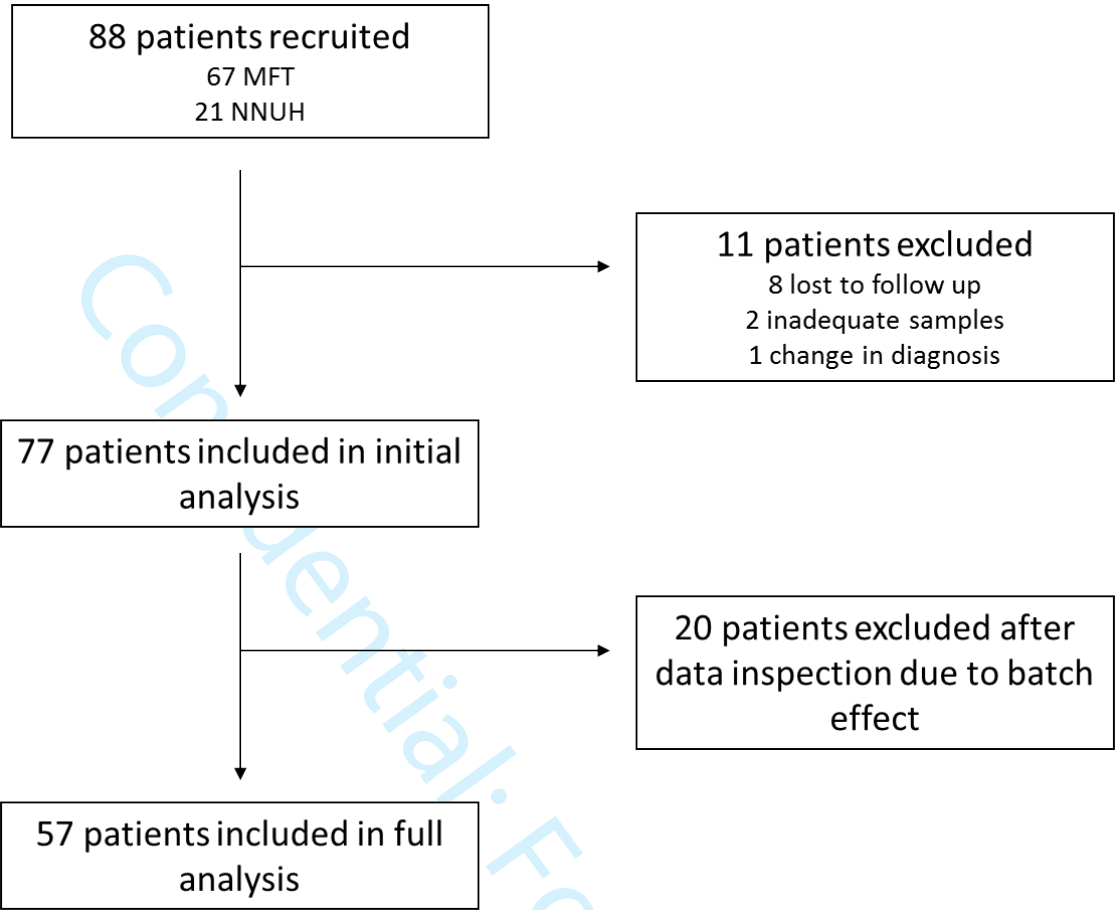 88 patients recruited
67 MFT
21 NNUH
11 patients excluded
8 lost to follow up
2 inadequate samples
1 change in diagnosis
77 patients included in initial
analysis
20 patients excluded after
data inspection due to batch
effect
57 patients included in full
analysis
Confidential: Fo